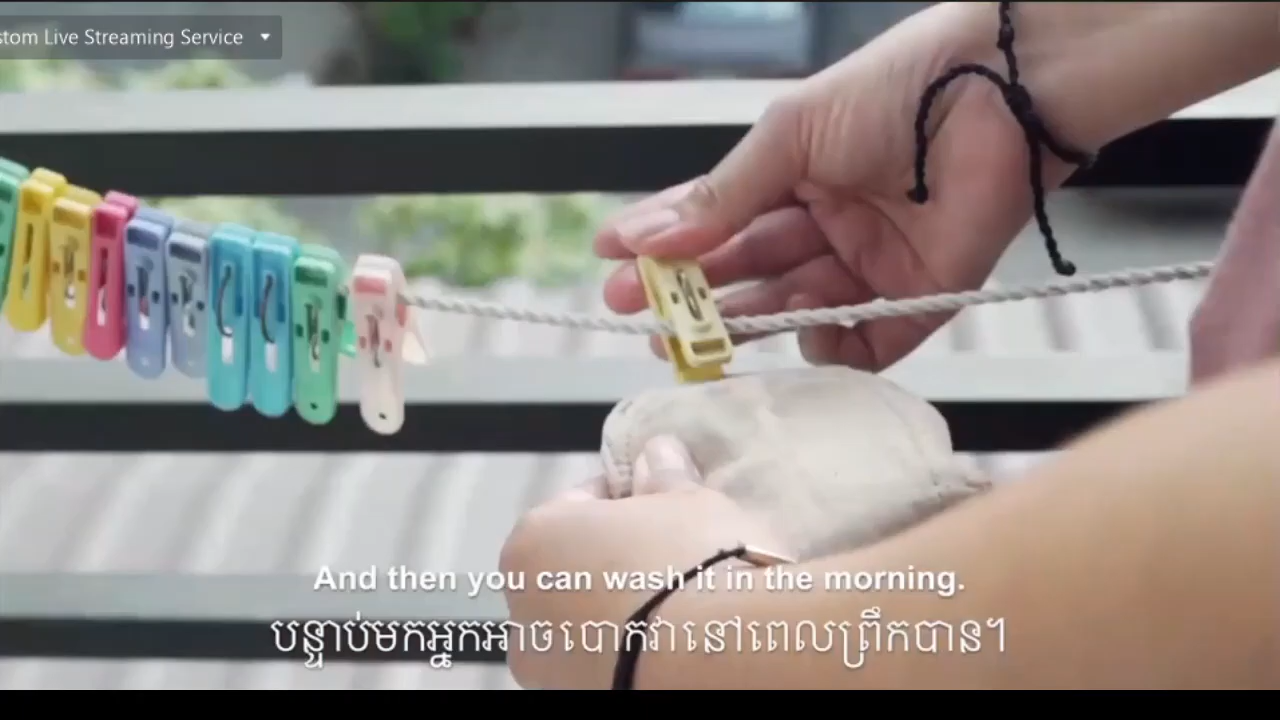 stom Live Streaming Service
And then you can wash it in the morning.
បន្ទាប់មកអ្នកអាចបោកវានៅពេលព្រឹកបាន។